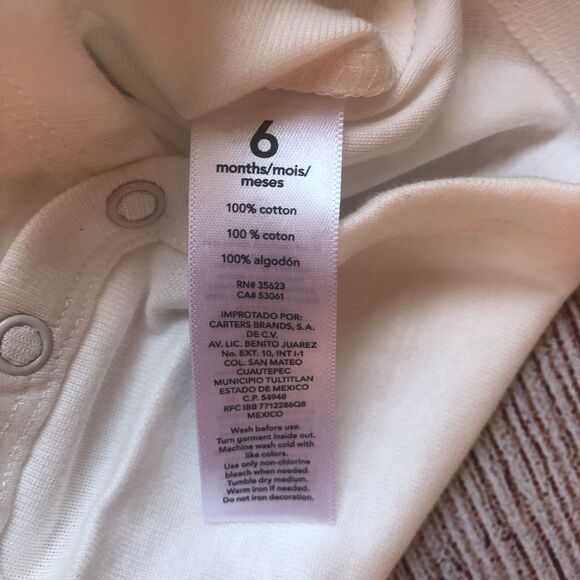 6
months/mois/
meses
100% cotton
100 % coton
100% algodón
RN# 35623
CA# 53061
IMPROTADO POR:
CARTERS BRANDS, S.A.
DE C.V.
AV. LIC. BENITO JUAREZ
No. EXT. 10, INT I-1
COL. SAN MATEO
CUAUTEPEC
MUNICIPIO TULTITLAN
ESTADO DE MEXICO
C.P. 54948
RFC IBB 7712286Q8
MEXICO
Wash before use.
Turn garment inside out.
Machine wash cold with
like colors.
Use only non-chlorine
bleach when needed.
Tumble dry medium.
Warm iron if needed.
Do not iron decoration.